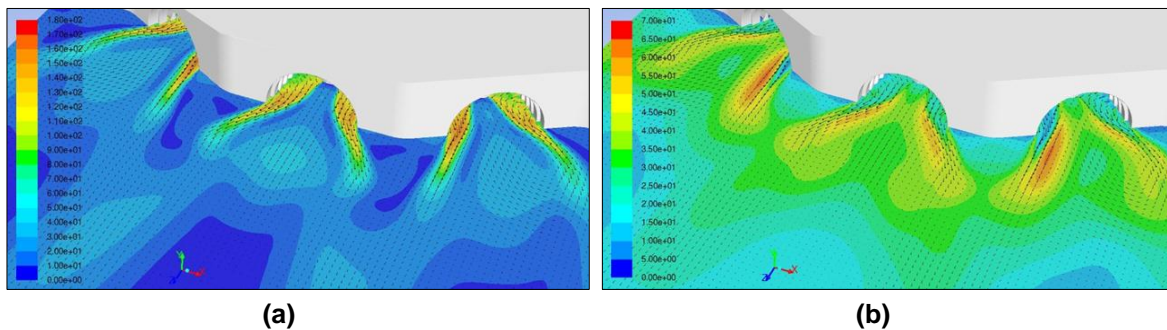 1.80e+02
1.70e+02
1.60e+02
1.50e+02
1.40e+02
1.30e+02
1.20e+02
1.10e+02
1.00e+02
9.00e+01
8.00e+01
7.00e+01
6.00e+01
5.00e+01
4.00e+01
3.00e+01
2.00e+01
1.00e+01
0.00e+00
Y
X
Z
(a)
7.00e+01
6.50e+01
6.00e+01
5.50e+01
5.00e+01
4.50e+01
4.00e+01
3.50e+01
3.00e+01
2.50e+01
2.00e+01
1.50e+01
1.00e+01
5.00e+00
0.00e+00
X
Z
(b)